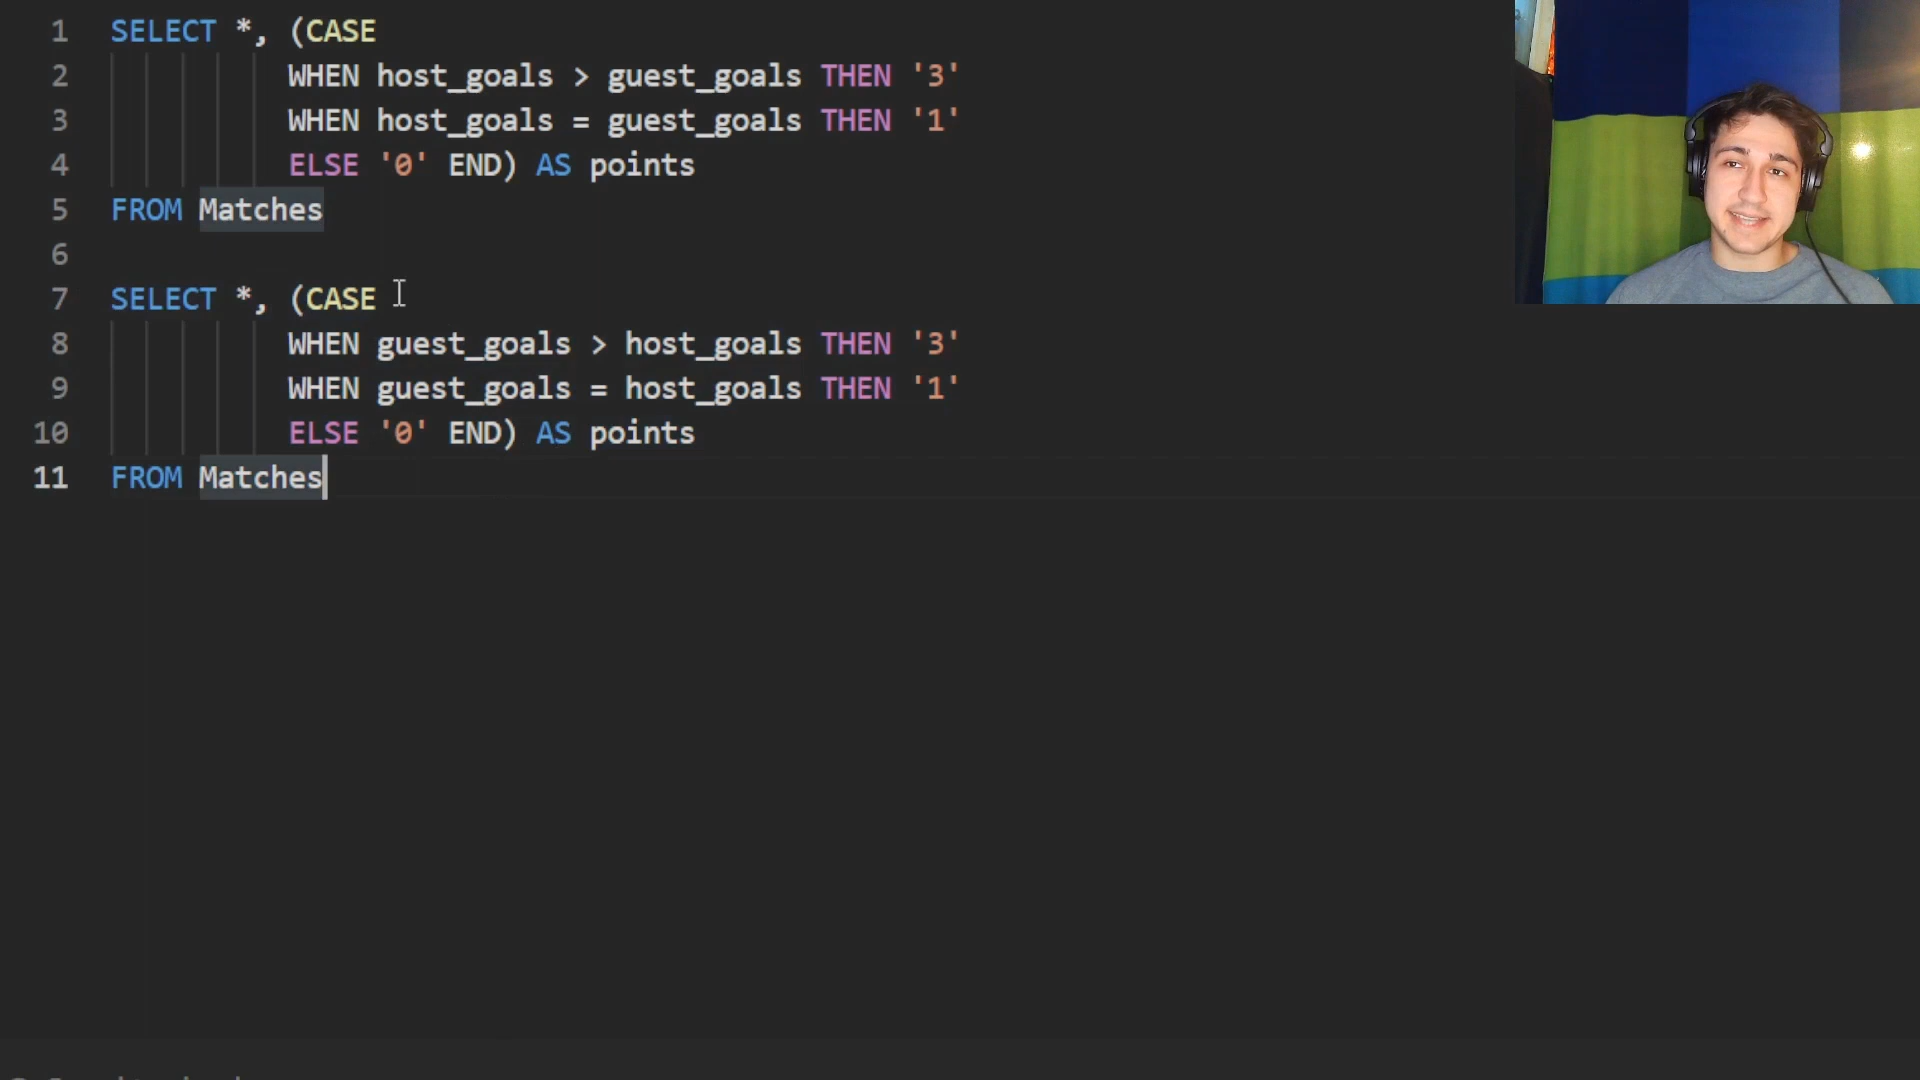 1 SELECT *, (CASE
2 WHEN host_goals > guest_goals THEN '3'
3 WHEN host_goals = guest_goals THEN '1'
4 ELSE '0' END) AS points
5 FROM Matches
6
7 SELECT *, (CASE
8 WHEN guest_goals > host_goals THEN '3'
9 WHEN guest_goals = host_goals THEN '1'
10 ELSE '0' END) AS points
11 FROM Matches